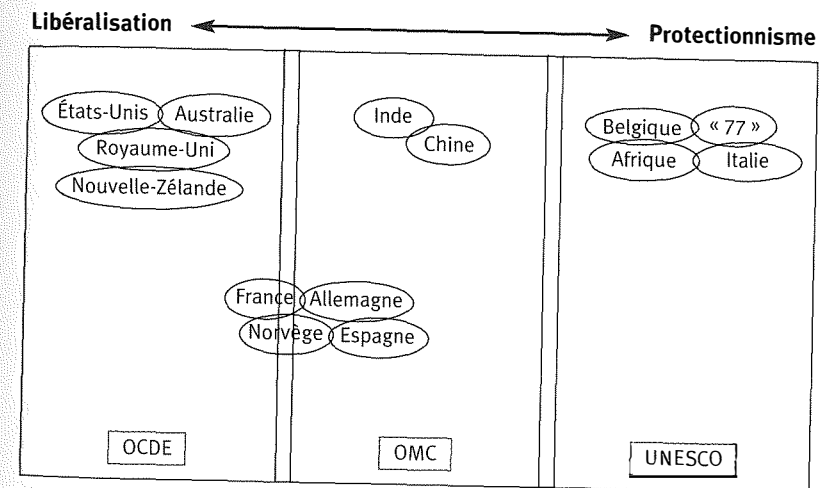 Libéralisation
Protectionnisme
États-Unis Australie
Royaume-Uni
Nouvelle-Zélande
Inde
Chine
Belgique « 77 »
Afrique Italie
France Allemagne
Norvège Espagne
OCDE
OMC
UNESCO